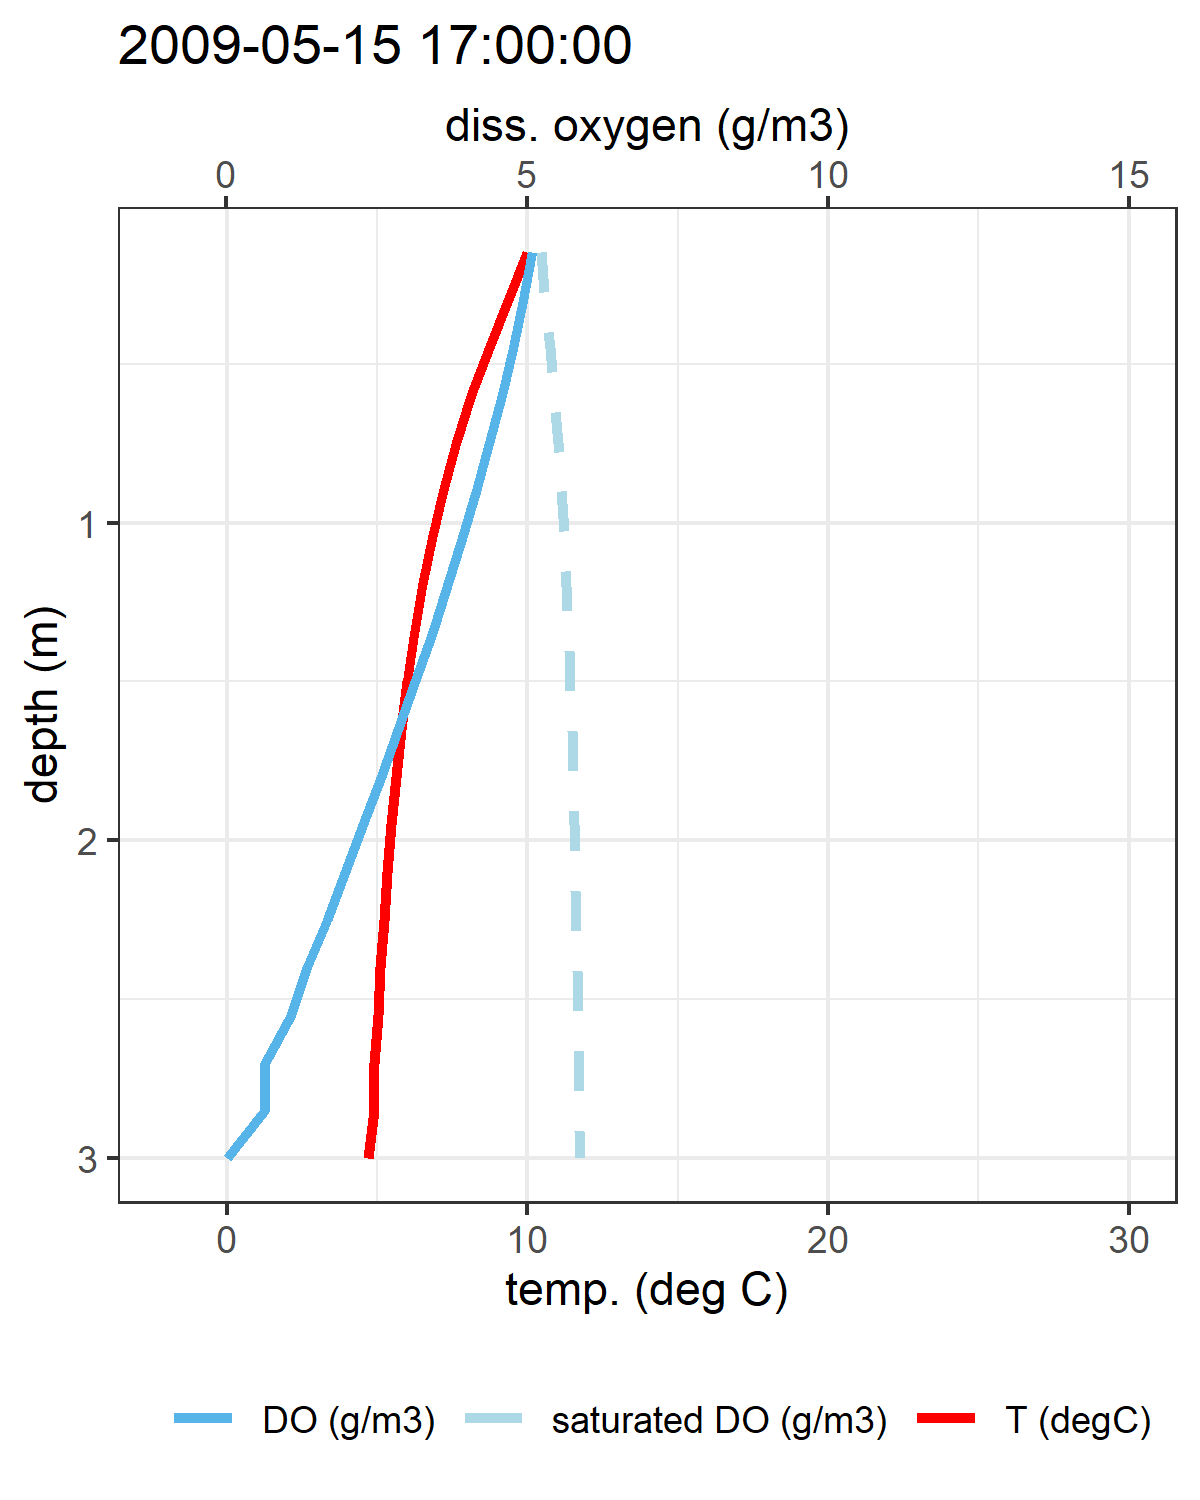 2009-05-15 17:00:00
diss. oxygen (g/m3)
0 5 10 15
depth (m)
1
2
3
0 10 20 30
temp. (deg C)
DO (g/m3) saturated DO (g/m3) T (degC)